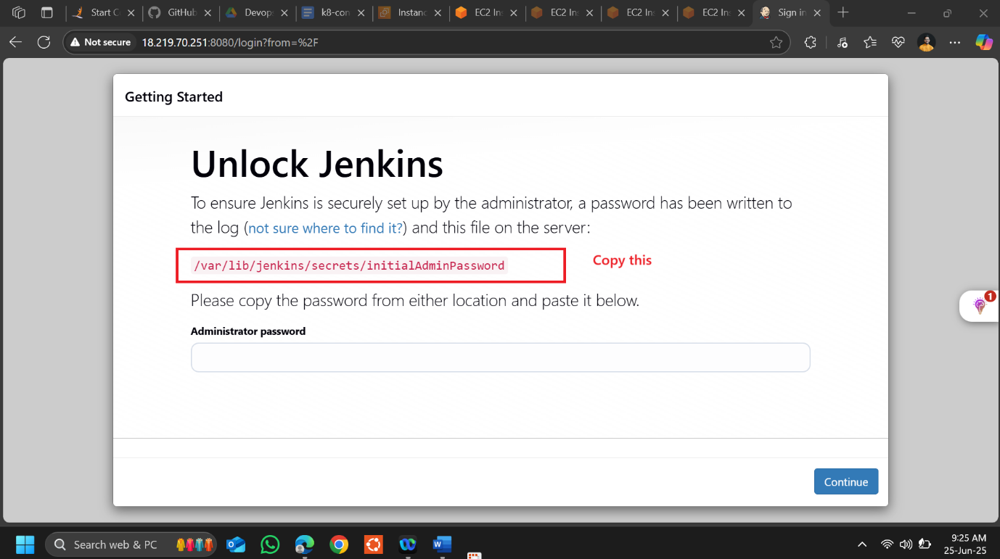 Start C
GitHub
Devop
k8-con
Instanc
EC2 Ins
EC2 In
EC2 In
EC2 In
Sign in
Not secure
18.219.70.251:8080/login?from=%2F
Getting Started
Unlock Jenkins
To ensure Jenkins is securely set up by the administrator, a password has been written to
the log (not sure where to find it?) and this file on the server:
/var/lib/jenkins/secrets/initialAdminPassword
Copy this
Please copy the password from either location and paste it below.
Administrator password
1
Continue
Search web & PC
9:25 AM
25-Jun-25